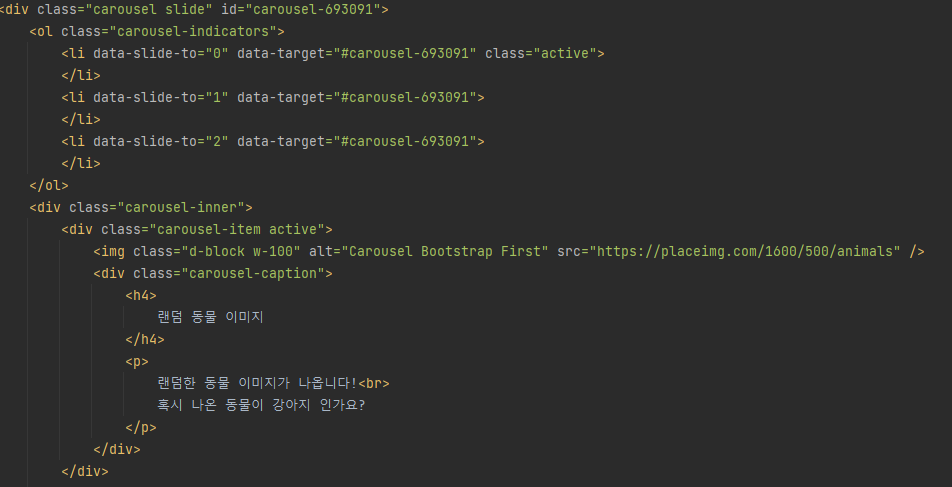 <div class="carousel slide" id="carousel-693091">
<ol class="carousel-indicators">
<li data-slide-to="0" data-target="#carousel-693091" class="active">
</li>
<li data-slide-to="1" data-target="#carousel-693091">
</li>
<li data-slide-to="2" data-target="#carousel-693091">
</li>
</ol>
<div class="carousel-inner">
<div class="carousel-item active">
<img class="d-block w-100" alt="Carousel Bootstrap First" src="https://placeimg.com/1600/500/animals" />
<div class="carousel-caption">
<h4>
랜덤 동물 이미지
</h4>
<p>
랜덤한 동물 이미지가 나옵니다!<br>
혹시 나온 동물이 강아지 인가요?
</p>
</div>
</div>